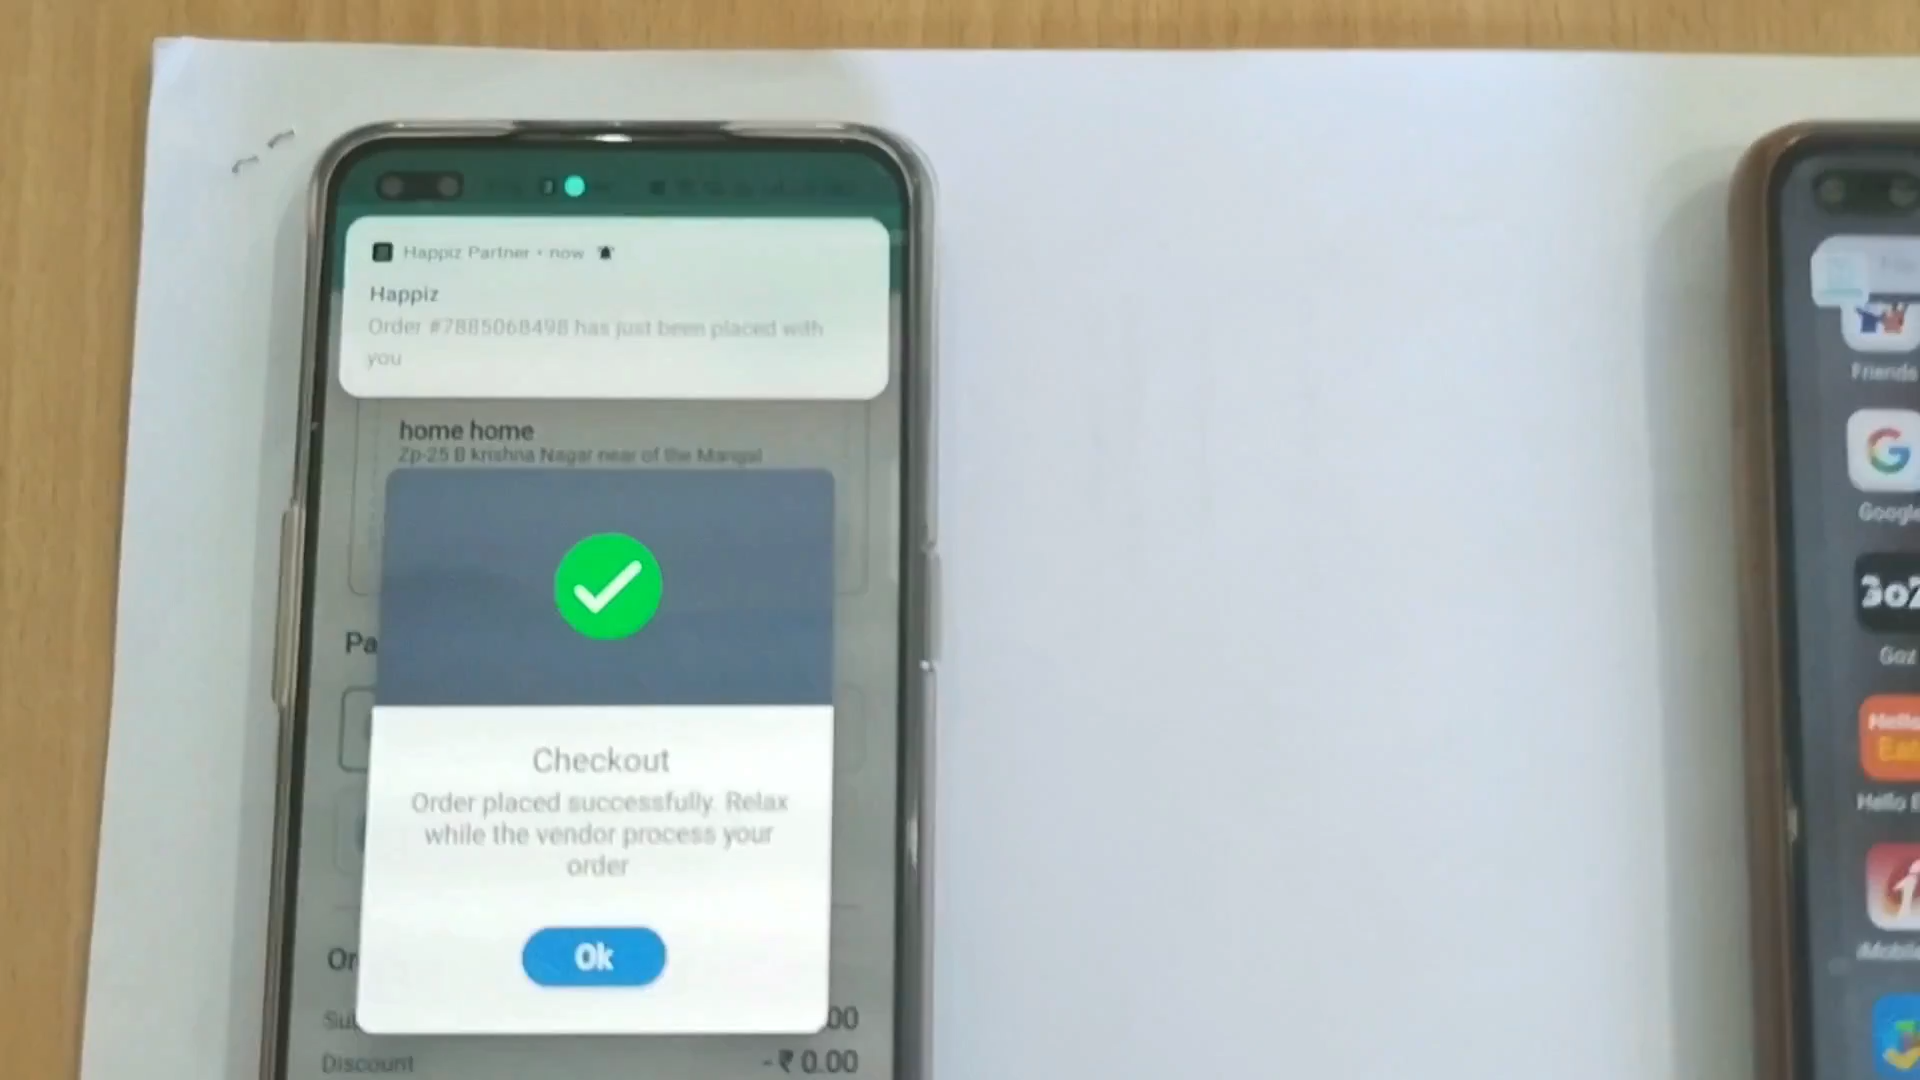 Happiz Partner • now
Happiz
Order #7885068498 has just been placed with
you
home home
Zp-25 B krishna Nagar near of the Mangal
Pa
Checkout
Order placed successfully. Relax
while the vendor process your
order
Ok
Or
Su 00
Discount - ₹ 0.00
Friends
Google
Goz
Hello
Eat
Hello E
iMobile